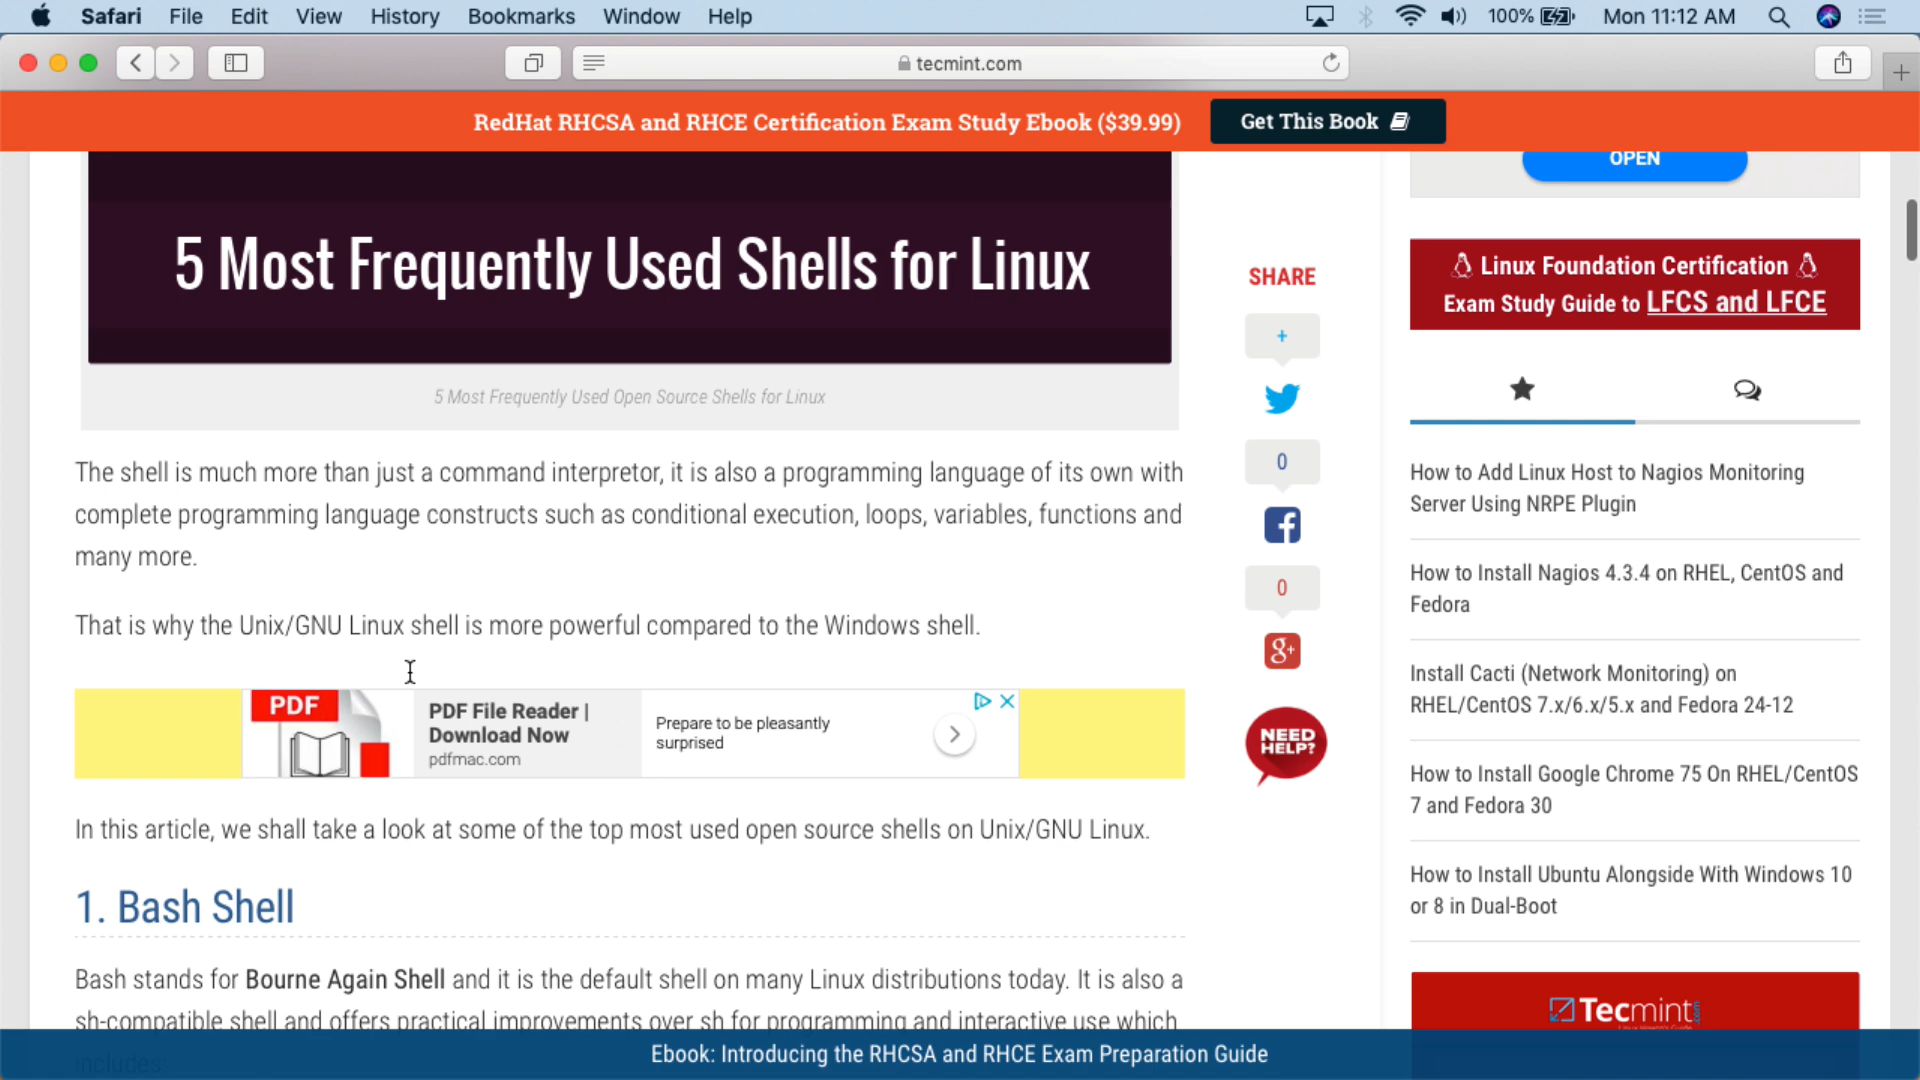 Safari File Edit View History Bookmarks Window Help 100% Mon 11:12 AM
tecmint.com
RedHat RHCSA and RHCE Certification Exam Study Ebook ($39.99) Get This Book
5 Most Frequently Used Shells for Linux
5 Most Frequently Used Open Source Shells for Linux
The shell is much more than just a command interpretor, it is also a programming language of its own with
complete programming language constructs such as conditional execution, loops, variables, functions and
many more.
That is why the Unix/GNU Linux shell is more powerful compared to the Windows shell.
PDF
PDF File Reader |
Download Now
pdfmac.com
Prepare to be pleasantly
surprised
In this article, we shall take a look at some of the top most used open source shells on Unix/GNU Linux.
1. Bash Shell
Bash stands for Bourne Again Shell and it is the default shell on many Linux distributions today. It is also a
sh-compatible shell and offers practical improvements over sh for programming and interactive use which
includes:
SHARE
+
0
0
g+
NEED
HELP?
OPEN
Linux Foundation Certification
Exam Study Guide to LFCS and LFCE
How to Add Linux Host to Nagios Monitoring
Server Using NRPE Plugin
How to Install Nagios 4.3.4 on RHEL, CentOS and
Fedora
Install Cacti (Network Monitoring) on
RHEL/CentOS 7.x/6.x/5.x and Fedora 24-12
How to Install Google Chrome 75 On RHEL/CentOS
7 and Fedora 30
How to Install Ubuntu Alongside With Windows 10
or 8 in Dual-Boot
Tecmint.com
Ebook: Introducing the RHCSA and RHCE Exam Preparation Guide